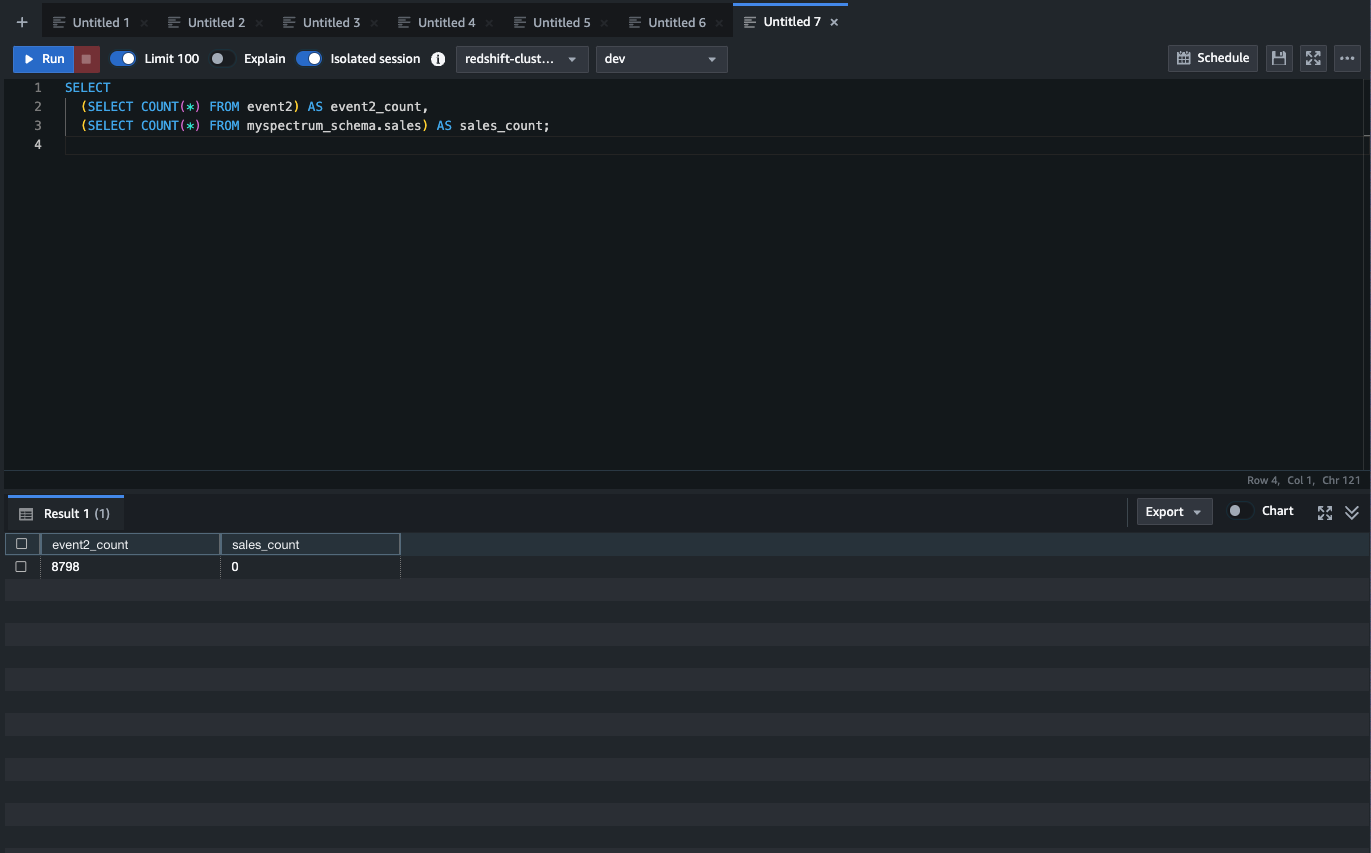 + Untitled 1 × Untitled 2 × Untitled 3 × Untitled 4 × Untitled 5 × Untitled 6 × Untitled 7 ×
Run Limit 100 Explain Isolated session i redshift-clust... dev Schedule ...
1 SELECT
2 (SELECT COUNT(*) FROM event2) AS event2_count,
3 (SELECT COUNT(*) FROM myspectrum_schema.sales) AS sales_count;
4
Row 4, Col 1, Chr 121
Result 1 (1) Export Chart
event2_count sales_count
8798 0